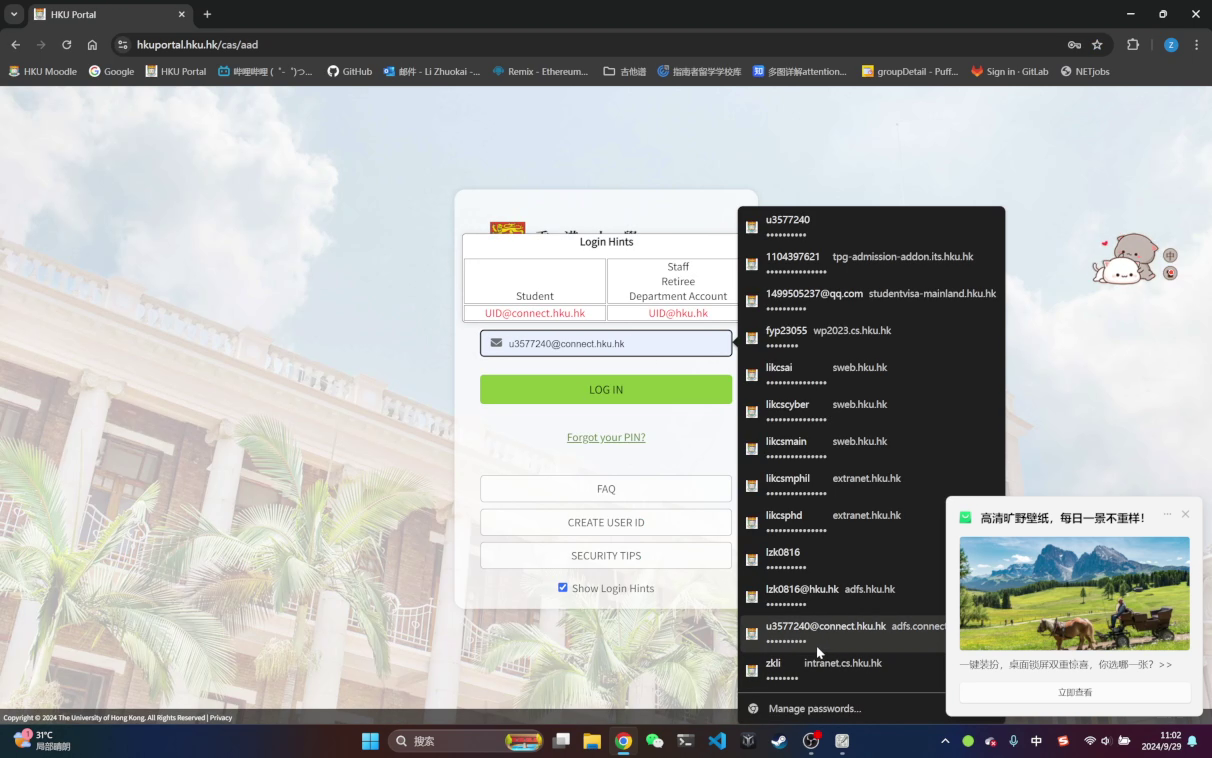 HKU Portal
hkuportal.hku.hk/cas/aad
Z
HKU Moodle
Google
HKU Portal
哔哩哔哩 ( ゜- ゜)つ...
GitHub
邮件 - Li Zhuokai -...
Remix - Ethereum...
吉他谱
指南者留学学校库
知 多图详解attention...
groupDetail - Puff...
Sign in · GitLab
NETjobs
Login Hints
Student
Staff
Retiree
Department Account
UID@connect.hku.hk
UID@hku.hk
u3577240@connect.hku.hk
LOG IN
Forgot your PIN?
FAQ
CREATE USER ID
SECURITY TIPS
Show Login Hints
u3577240
••••••••••
1104397621 tpg-admission-addon.its.hku.hk
•••••••••••••••
1499505237@qq.com studentvisa-mainland.hku.hk
••••••••••
fyp23055 wp2023.cs.hku.hk
••••••••
likcsai sweb.hku.hk
•••••••••••••••
likcscyber sweb.hku.hk
•••••••••••••••
likcsmain sweb.hku.hk
•••••••••••••••
likcsmphil extranet.hku.hk
•••••••••••••••
likcsphd extranet.hku.hk
•••••••••••••••
lzk0816
••••••••••
lzk0816@hku.hk adfs.hku.hk
••••••••••
u3577240@connect.hku.hk adfs.connect
••••••••••
zkli intranet.cs.hku.hk
••••••••
Manage passwords...
中
高清旷野壁纸，每日一景不重样！
一键装扮，桌面锁屏双重惊喜，你选哪一张？>>
立即查看
Copyright © 2024 The University of Hong Kong. All Rights Reserved | Privacy
31°C
局部晴朗
搜索
中
11:02
2024/9/29